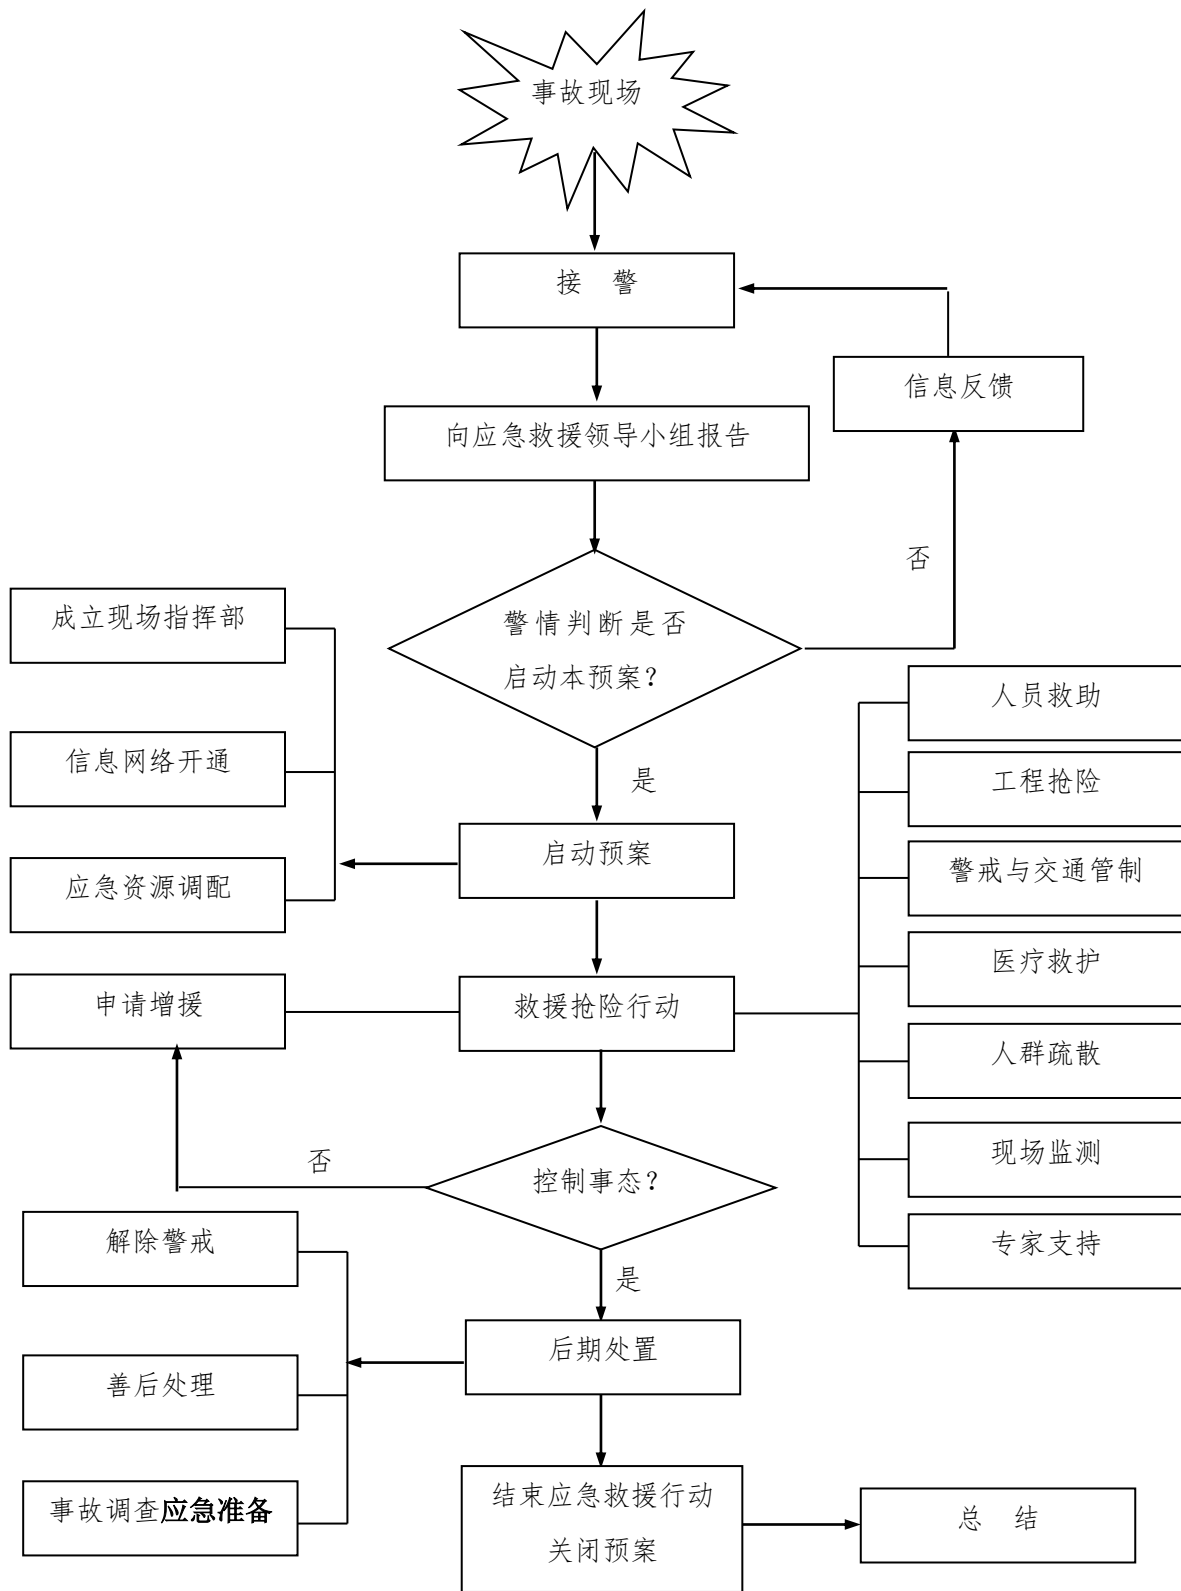 事故现场
接　警
信息反馈
向应急救援领导小组报告
否
成立现场指挥部
警情判断是否
启动本预案？
人员救助
信息网络开通
是
工程抢险
启动预案
应急资源调配
警戒与交通管制
医疗救护
申请增援
救援抢险行动
人群疏散
现场监测
否
控制事态？
解除警戒
专家支持
是
后期处置
善后处理
事故调查应急准备
结束应急救援行动
关闭预案
总　结